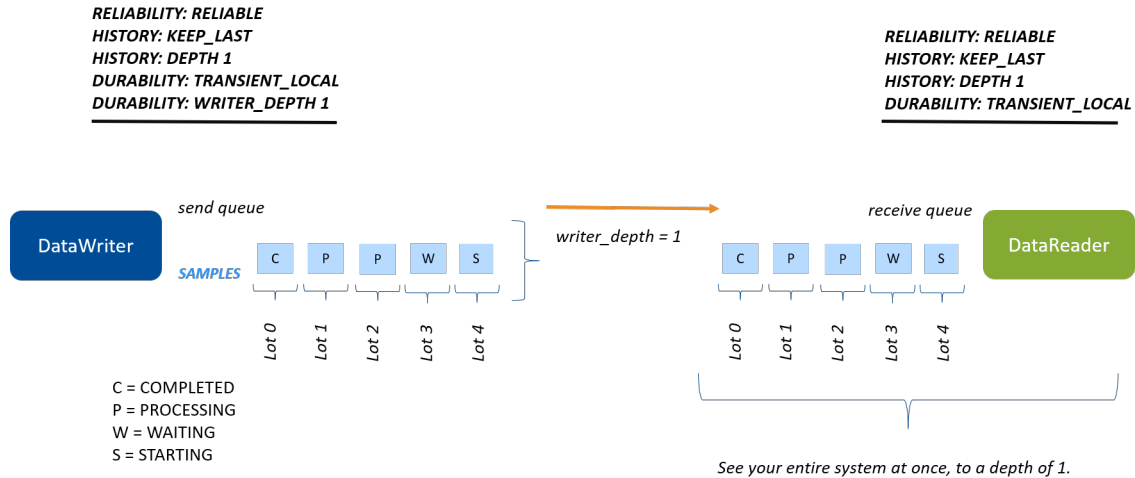 RELIABILITY: RELIABLE
HISTORY: KEEP_LAST
HISTORY: DEPTH 1
DURABILITY: TRANSIENT_LOCAL
DURABILITY: WRITER_DEPTH 1
RELIABILITY: RELIABLE
HISTORY: KEEP_LAST
HISTORY: DEPTH 1
DURABILITY: TRANSIENT_LOCAL
DataWriter
send queue
SAMPLES
C P P W S
Lot 0 Lot 1 Lot 2 Lot 3 Lot 4
writer_depth = 1
receive queue
C P P W S
Lot 0 Lot 1 Lot 2 Lot 3 Lot 4
DataReader
C = COMPLETED
P = PROCESSING
W = WAITING
S = STARTING
See your entire system at once, to a depth of 1.